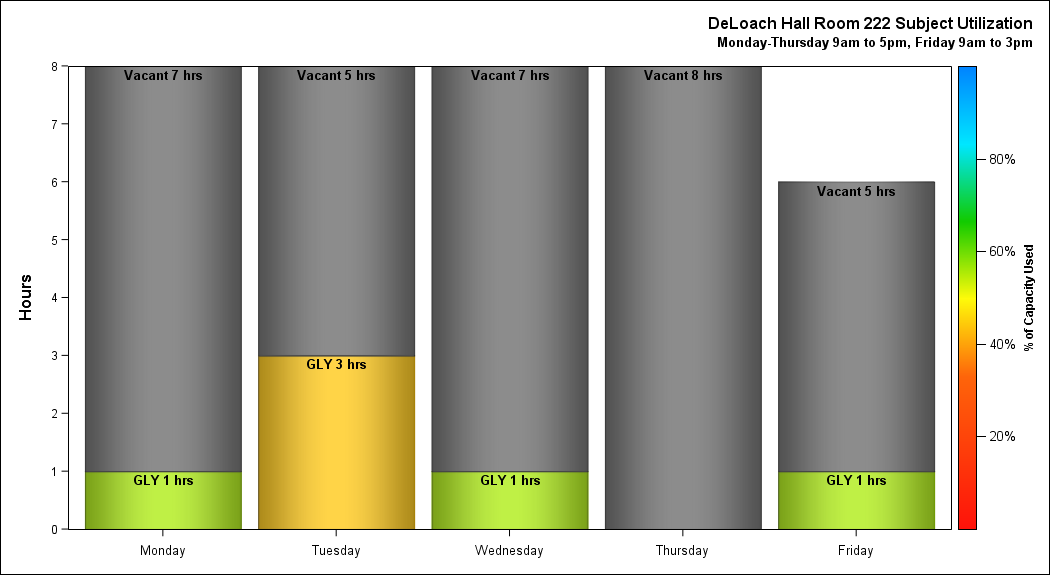 DeLoach Hall Room 222 Subject Utilization
Monday-Thursday 9am to 5pm, Friday 9am to 3pm
Hours
8
7
6
5
4
3
2
1
0
Vacant 7 hrs
GLY 1 hrs
Vacant 5 hrs
GLY 3 hrs
Vacant 7 hrs
GLY 1 hrs
Vacant 8 hrs
Vacant 5 hrs
GLY 1 hrs
Monday
Tuesday
Wednesday
Thursday
Friday
80%
60%
40%
20%
% of Capacity Used